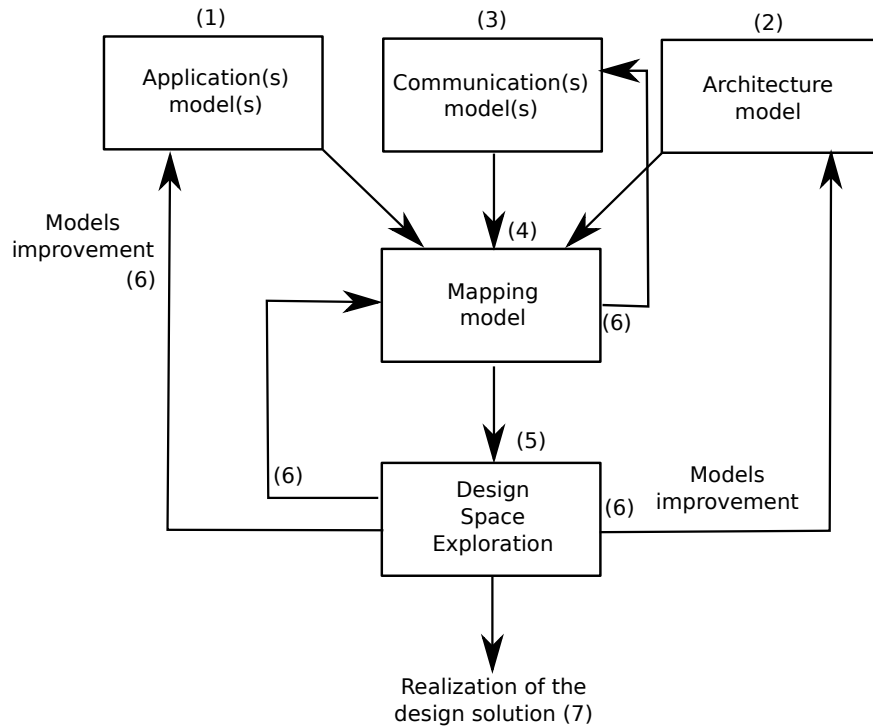 (1)
(3)
(2)
Application(s)
model(s)
Communication(s)
model(s)
Architecture
model
Models
improvement
(6)
(4)
Mapping
model
(6)
(5)
(6)
Design
Space
Exploration
(6)
Models
improvement
Realization of the
design solution (7)